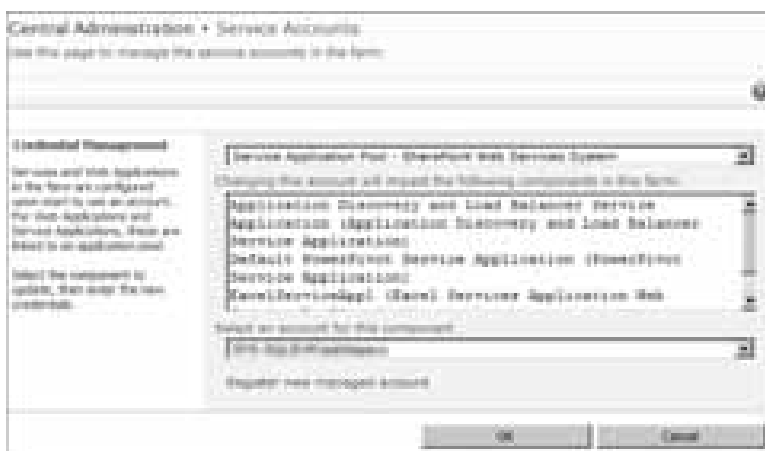 Central Administration • Service Accounts
Use this page to manage the service accounts in the farm.
Credential Management
Services and Web Applications
in the farm are configured
upon start to use an account.
For Web Applications and
Service Applications, these are
linked to an application pool.
Select the component to
update, then enter the new
credentials.
Service Application Pool - SharePoint Web Services System
Changing this account will impact the following components in this farm:
Application Discovery and Load Balancer Service
Application (Application Discovery and Load Balancer
Service Application)
Default PowerPivot Service Application (PowerPivot
Service Application)
ExcelServiceApp1 (Excel Services Application Web
Select an account for this component
Register new managed account
OK
Cancel